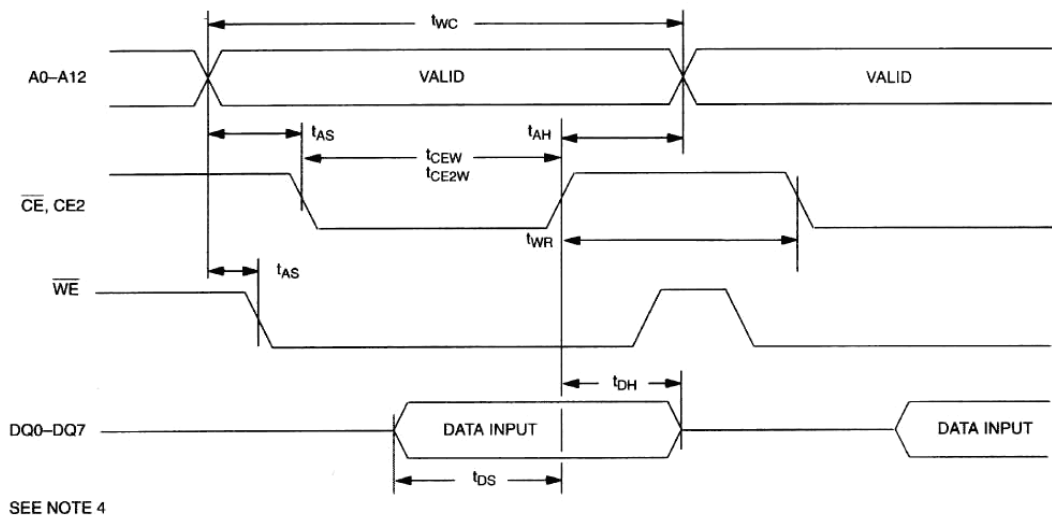 tWC
A0–A12
VALID
VALID
tAS
tAH
tCEW
tCE2W
CE, CE2
tWR
tAS
WE
tDH
DQ0–DQ7
DATA INPUT
DATA INPUT
tDS
SEE NOTE 4